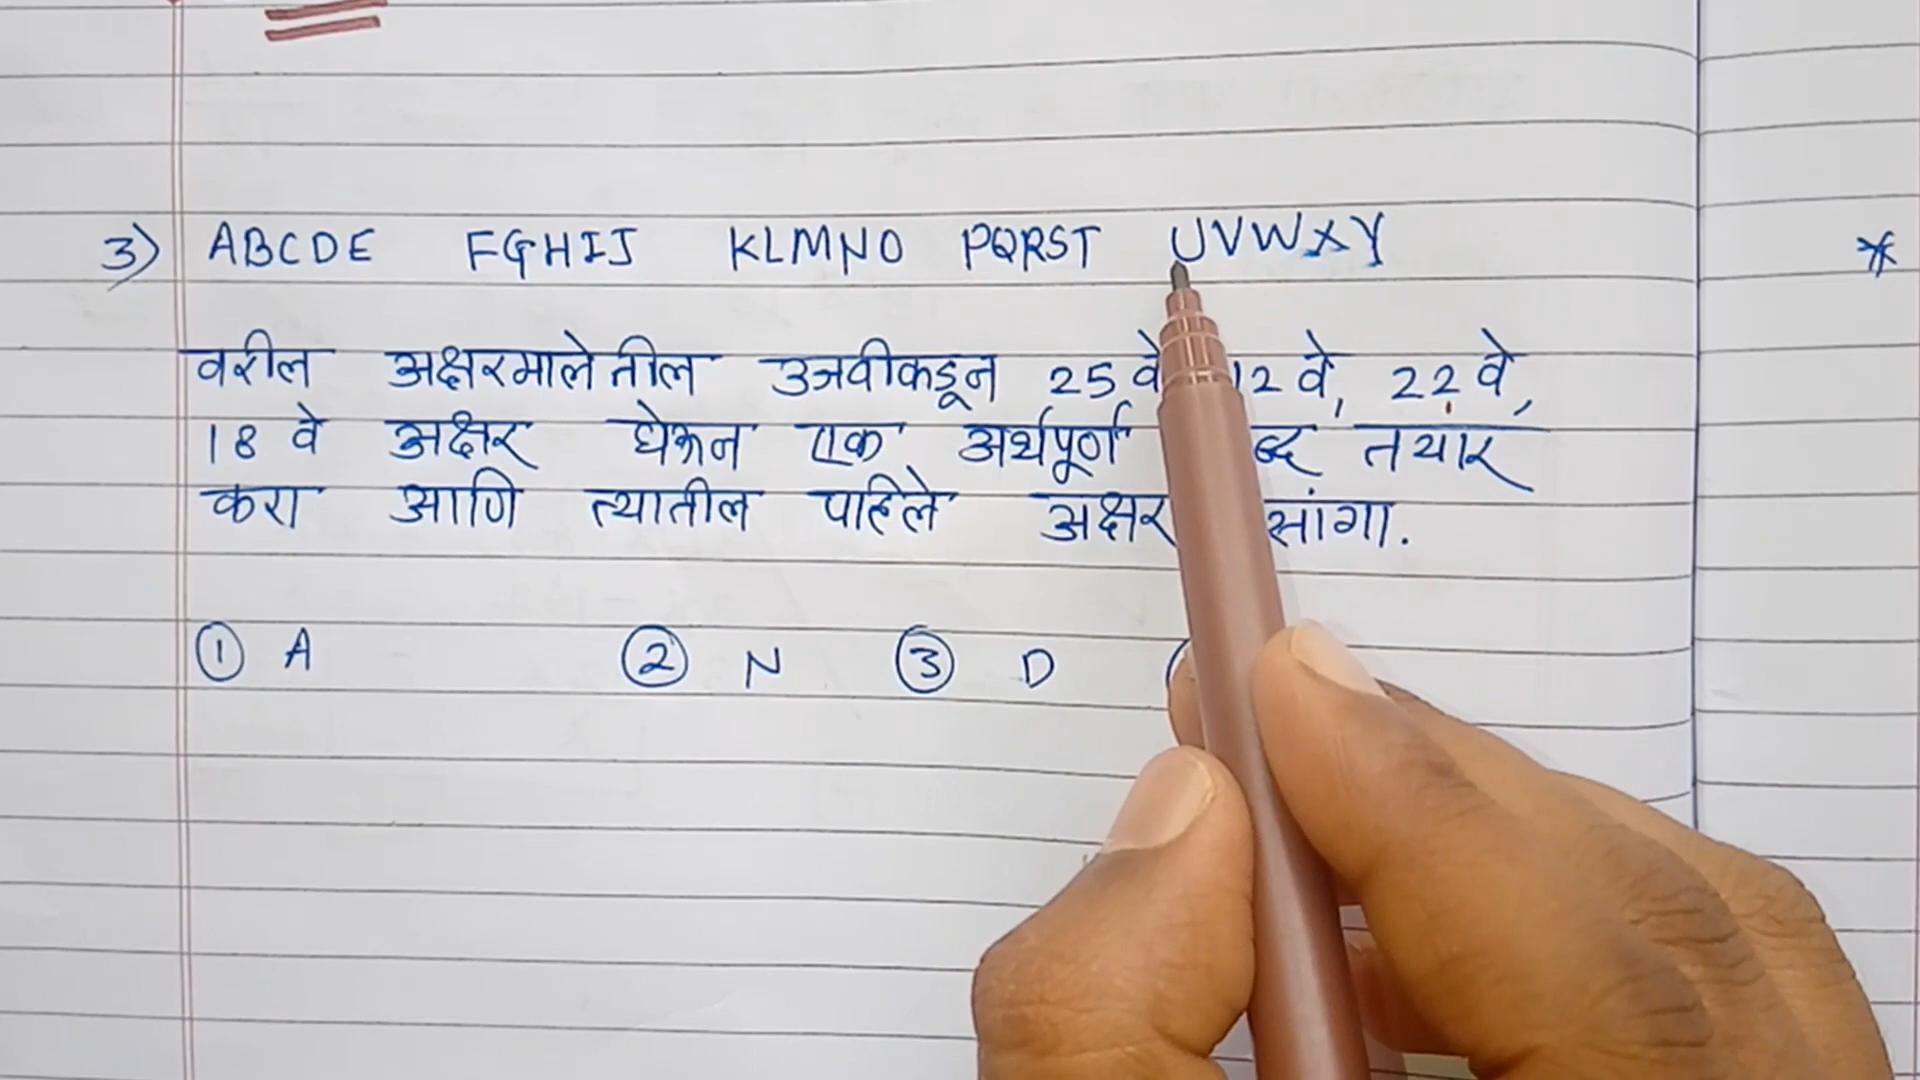 3) ABCDE FGHIJ KLMNO PQRST UVWXY
वरील अक्षरमालेतील उजवीकडून 25 वे 12 वे, 22 वे,
18 वे अक्षर घेऊन एक अर्थपूर्ण तयार
करा आणि त्यातील पहिले अक्षर सांगा.
① A ② N ③ D
*